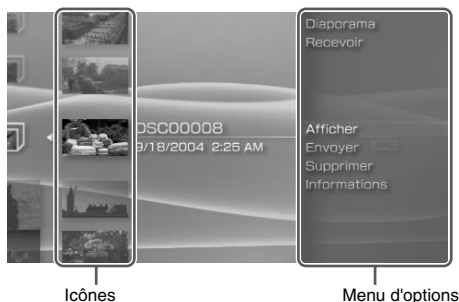 Diaporama
Recevoir
DSC00008
9/18/2004 2:25 AM
Afficher
Envoyer
Supprimer
Informations
Icônes
Menu d'options